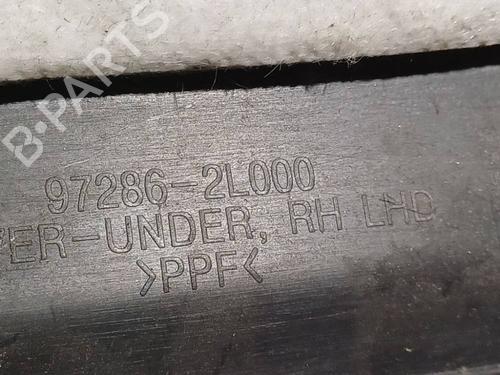 B-PARTS
97286-2L000
ER-UNDER, RH LHD
>PPF<